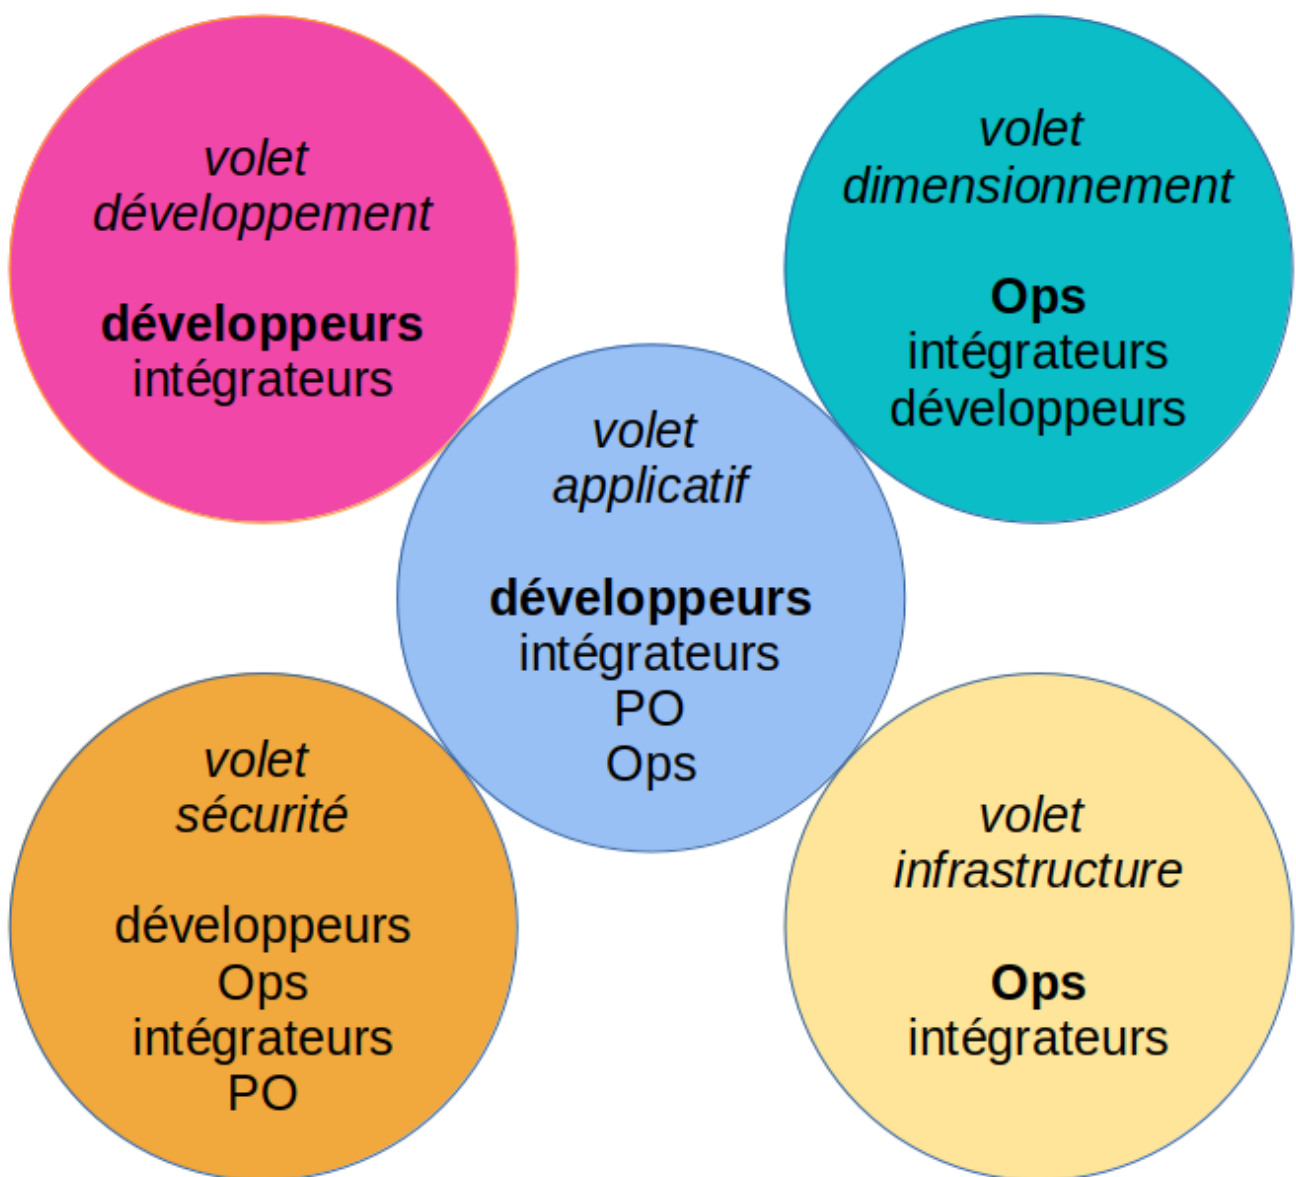 volet
développement
développeurs
intégrateurs
volet
dimensionnement
Ops
intégrateurs
développeurs
volet
applicatif
développeurs
intégrateurs
PO
Ops
volet
sécurité
développeurs
Ops
intégrateurs
PO
volet
infrastructure
Ops
intégrateurs